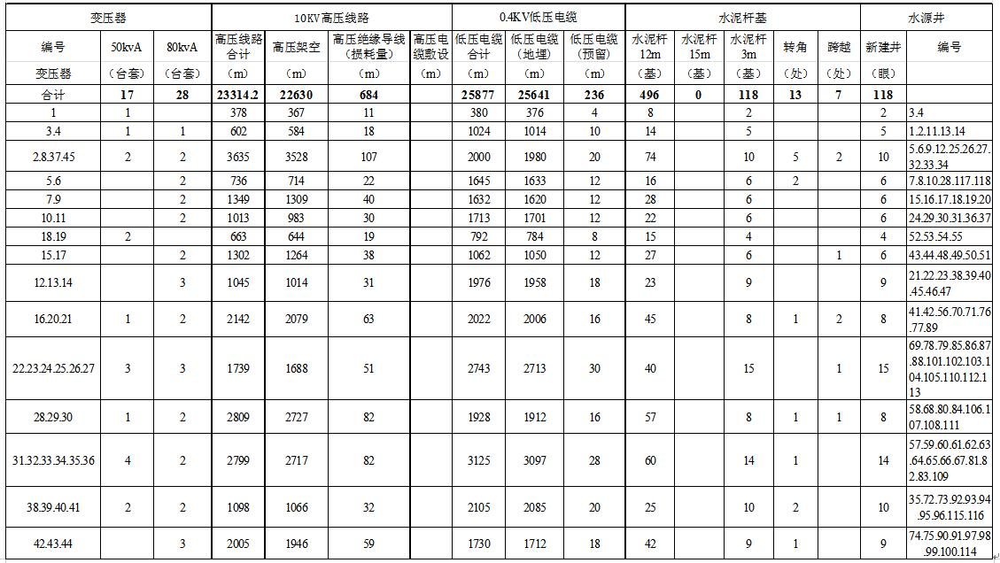 变压器 10KV高压线路 0.4KV低压电缆 水泥杆基 水源井
编号 50kvA 80kvA 高压线路合计 高压架空 高压绝缘导线（损耗量） 高压电缆敷设 低压电缆合计 低压电缆（地埋） 低压电缆（预留） 水泥杆12m 水泥杆15m 水泥杆3m 转角 跨越 新建井 编号
变压器 （台套） （台套） （m） （m） （m） （m） （m） （m） （m） （基） （基） （基） （处） （处） （眼）
合计 17 28 23314.2 22630 684 25877 25641 236 496 0 118 13 7 118
1 1 378 367 11 380 376 4 8 2 2 3.4
3.4 1 1 602 584 18 1024 1014 10 14 5 5 1.2.11.13.14
2.8.37.45 2 2 3635 3528 107 2000 1980 20 74 10 5 2 10 5.6.9.12.25.26.27.
32.33.34
5.6 2 736 714 22 1645 1633 12 16 6 2 6 7.8.10.28.117.118
7.9 2 1349 1309 40 1632 1620 12 28 6 6 15.16.17.18.19.20
10.11 2 1013 983 30 1713 1701 12 22 6 6 24.29.30.31.36.37
18.19 2 663 644 19 792 784 8 15 4 4 52.53.54.55
15.17 2 1302 1264 38 1062 1050 12 27 6 1 6 43.44.48.49.50.51
12.13.14 3 1045 1014 31 1976 1958 18 23 9 9 21.22.23.38.39.40
.45.46.47
16.20.21 1 2 2142 2079 63 2022 2006 16 45 8 1 2 8 41.42.56.70.71.76
.77.89
22.23.24.25.26.27 3 3 1739 1688 51 2743 2713 30 40 15 1 15 69.78.79.85.86.87
.88.101.102.103.1
04.105.110.112.1
13
28.29.30 1 2 2809 2727 82 1928 1912 16 57 8 1 1 8 58.68.80.84.106.1
07.108.111
31.32.33.34.35.36 4 2 2799 2717 82 3125 3097 28 60 14 1 14 57.59.60.61.62.63
.64.65.66.67.81.8
2.83.109
38.39.40.41 2 2 1098 1066 32 2105 2085 20 25 10 2 10 35.72.73.92.93.94
.95.96.115.116
42.43.44 3 2005 1946 59 1730 1712 18 42 9 1 9 74.75.90.91.97.98
.99.100.114